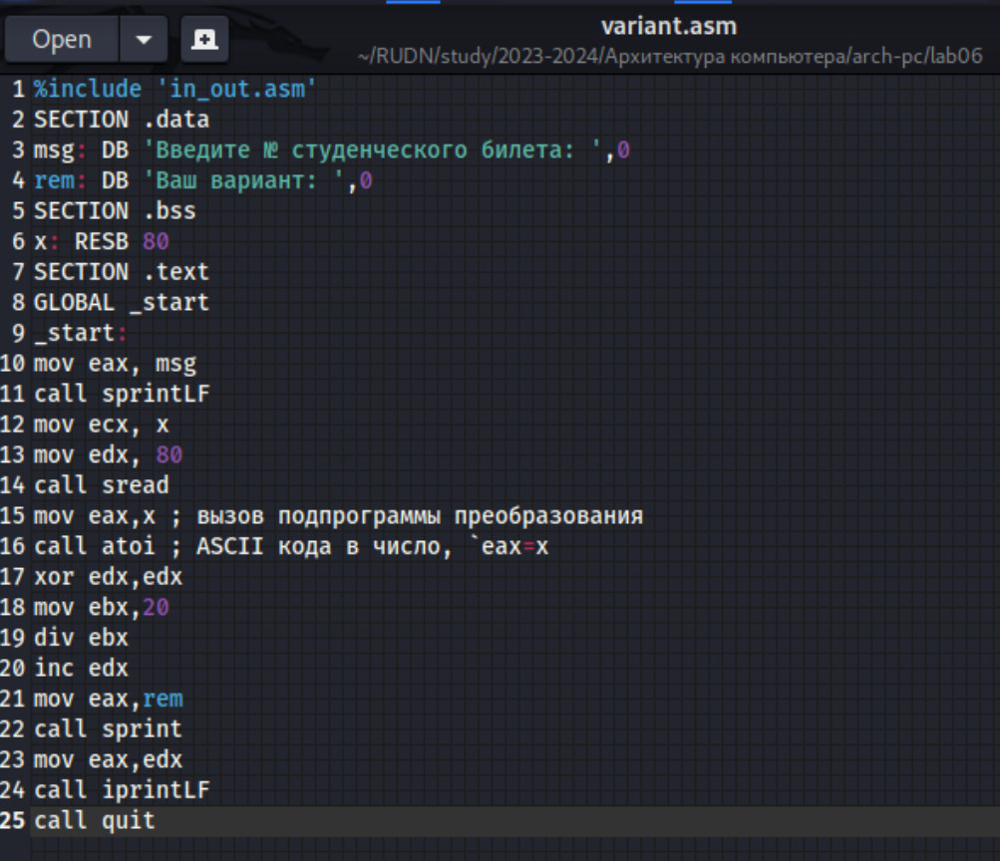 Open
variant.asm
~/RUDN/study/2023-2024/Архитектура компьютера/arch-pc/lab06
1 %include 'in_out.asm'
2 SECTION .data
3 msg: DB 'Введите № студенческого билета: ',0
4 rem: DB 'Ваш вариант: ',0
5 SECTION .bss
6 x: RESB 80
7 SECTION .text
8 GLOBAL _start
9 _start:
10 mov eax, msg
11 call sprintLF
12 mov ecx, x
13 mov edx, 80
14 call sread
15 mov eax,x ; вызов подпрограммы преобразования
16 call atoi ; ASCII кода в число, `eax=x
17 xor edx,edx
18 mov ebx,20
19 div ebx
20 inc edx
21 mov eax,rem
22 call sprint
23 mov eax,edx
24 call iprintLF
25 call quit